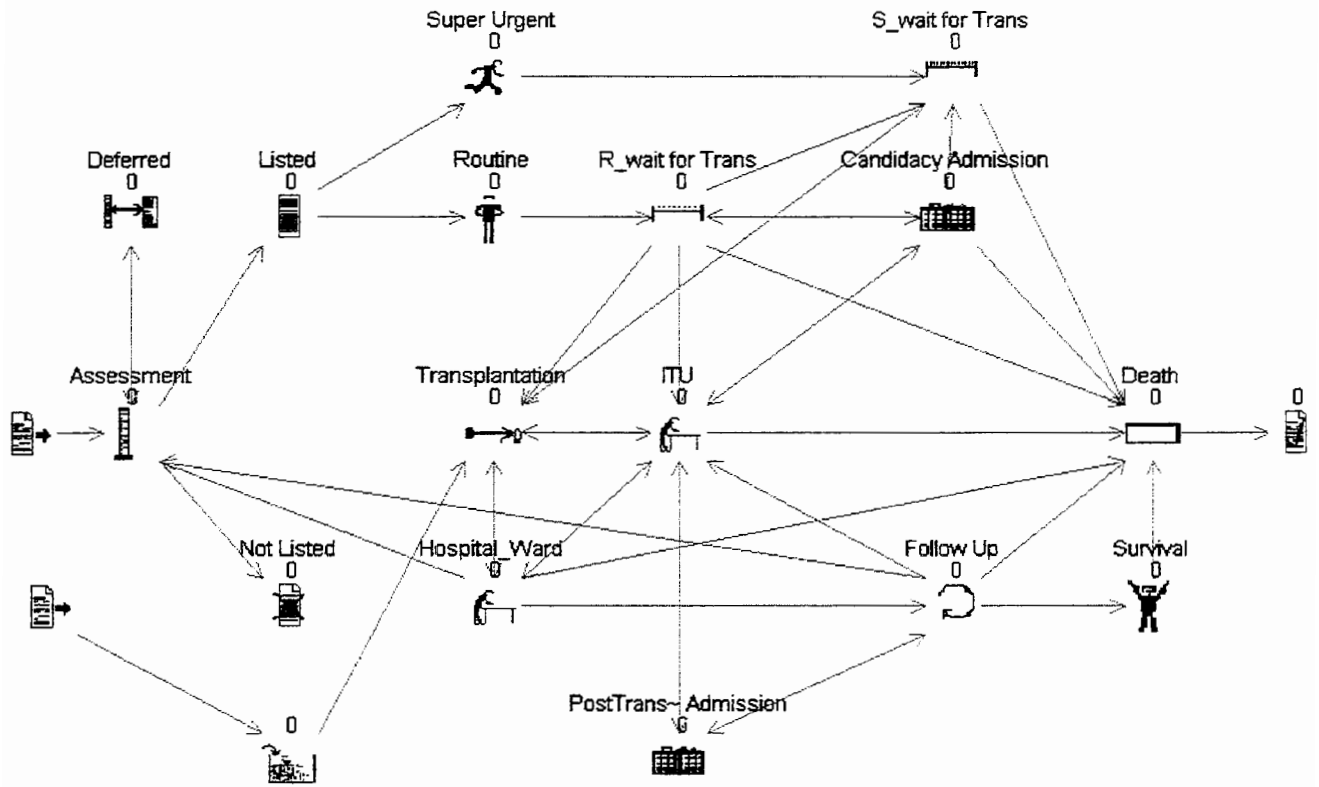 Super Urgent
0
S_wait for Trans
0
Deferred
0
Listed
0
Routine
0
R_wait for Trans
0
Candidacy Admission
0
Assessment
0
Transplantation
0
ITU
0
Death
0
0
Not Listed
0
Hospital_Ward
0
Follow Up
0
Survival
0
0
PostTrans~ Admission
0